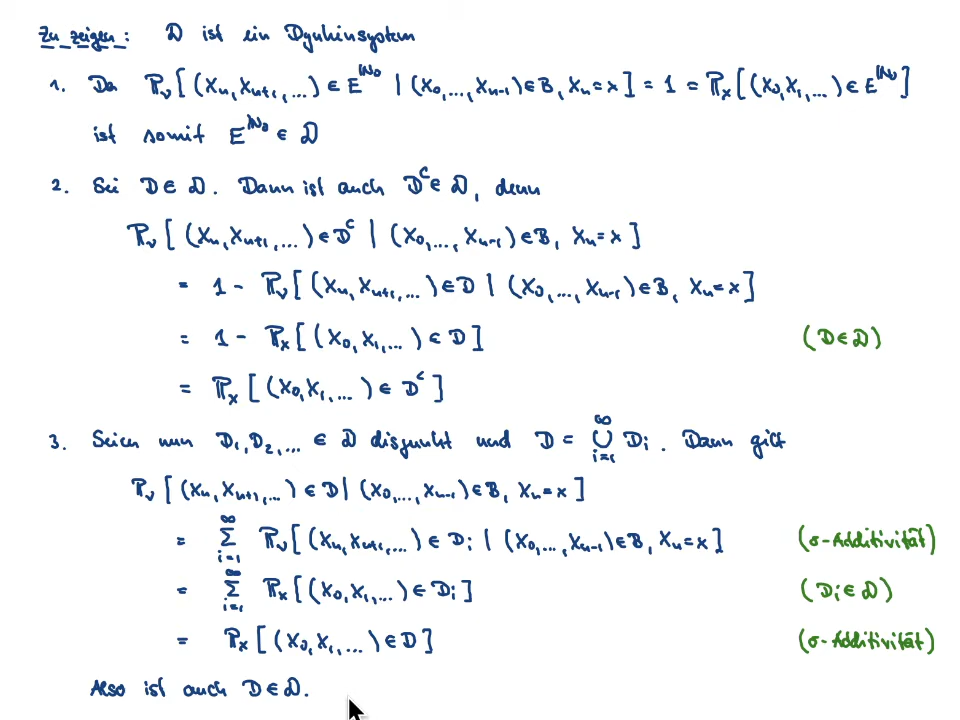 Zu zeigen: 𝒟 ist ein Dynkinsystem
1. Da ℙ_ν[(X_n, X_{n+1}, ...) ∈ E^{ℕ_0} | (X_0, ..., X_{n-1}) ∈ B, X_n = x] = 1 = ℙ_x[(X_0, X_1, ...) ∈ E^{ℕ_0}]
ist somit E^{ℕ_0} ∈ 𝒟
2. Sei D ∈ 𝒟. Dann ist auch D^c ∈ 𝒟, denn
ℙ_ν[(X_n, X_{n+1}, ...) ∈ D^c | (X_0, ..., X_{n-1}) ∈ B, X_n = x]
= 1 - ℙ_ν[(X_n, X_{n+1}, ...) ∈ D | (X_0, ..., X_{n-1}) ∈ B, X_n = x]
= 1 - ℙ_x[(X_0, X_1, ...) ∈ D] (D ∈ 𝒟)
= ℙ_x[(X_0, X_1, ...) ∈ D^c]
3. Seien nun D_1, D_2, ... ∈ 𝒟 disjunkt und D = ⋃_{i=1}^∞ D_i. Dann gilt
ℙ_ν[(X_n, X_{n+1}, ...) ∈ D | (X_0, ..., X_{n-1}) ∈ B, X_n = x]
= ∑_{i=1}^∞ ℙ_ν[(X_n, X_{n+1}, ...) ∈ D_i | (X_0, ..., X_{n-1}) ∈ B, X_n = x] (σ-Additivität)
= ∑_{i=1}^∞ ℙ_x[(X_0, X_1, ...) ∈ D_i] (D_i ∈ 𝒟)
= ℙ_x[(X_0, X_1, ...) ∈ D] (σ-Additivität)
Also ist auch D ∈ 𝒟.